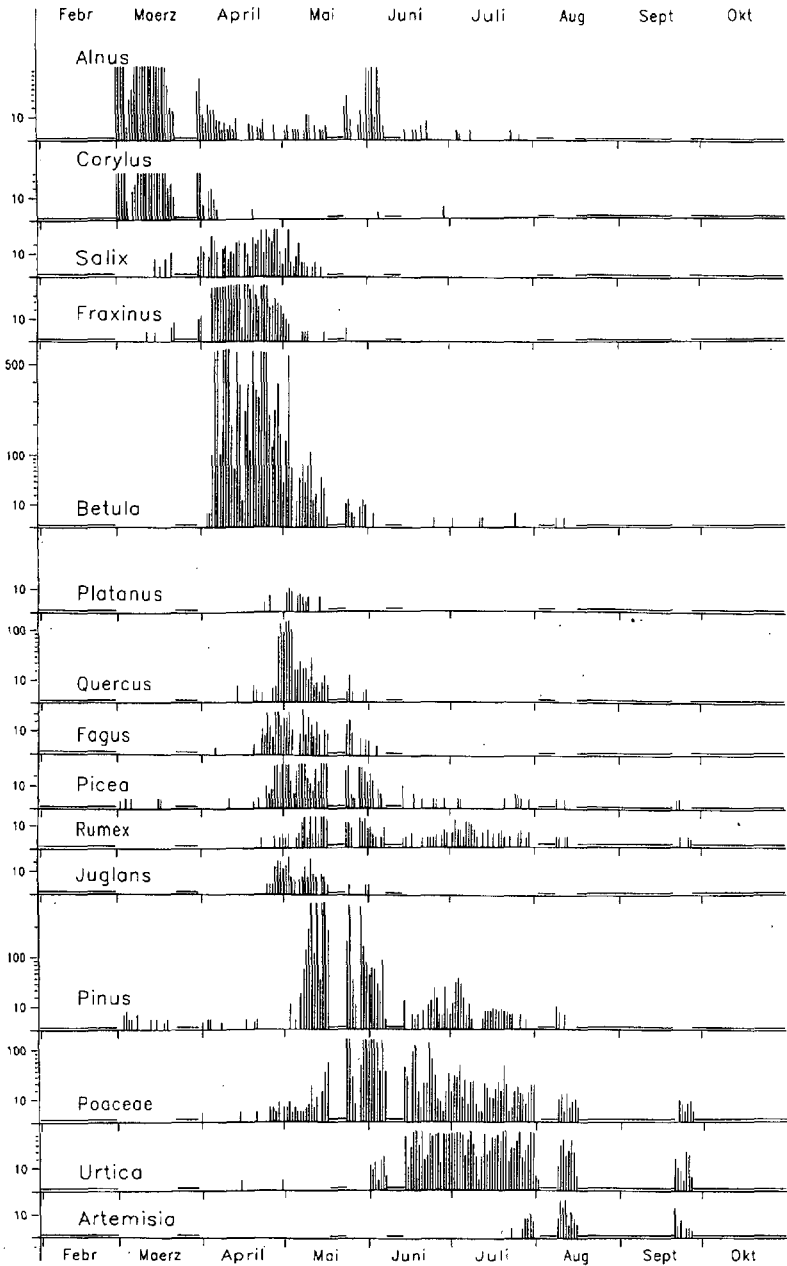 Febr Maerz April Mai Juni Juli Aug Sept Okt
Alnus
10
Corylus
10
Salix
10
Fraxinus
10
500
100
Betula
10
Platanus
10
100
Quercus
10
Fagus
10
Picea
10
Rumex
10
Juglans
10
100
Pinus
10
100
Poaceae
10
Urtica
10
Artemisia
10
Febr Maerz April Mai Juni Juli Aug Sept Okt